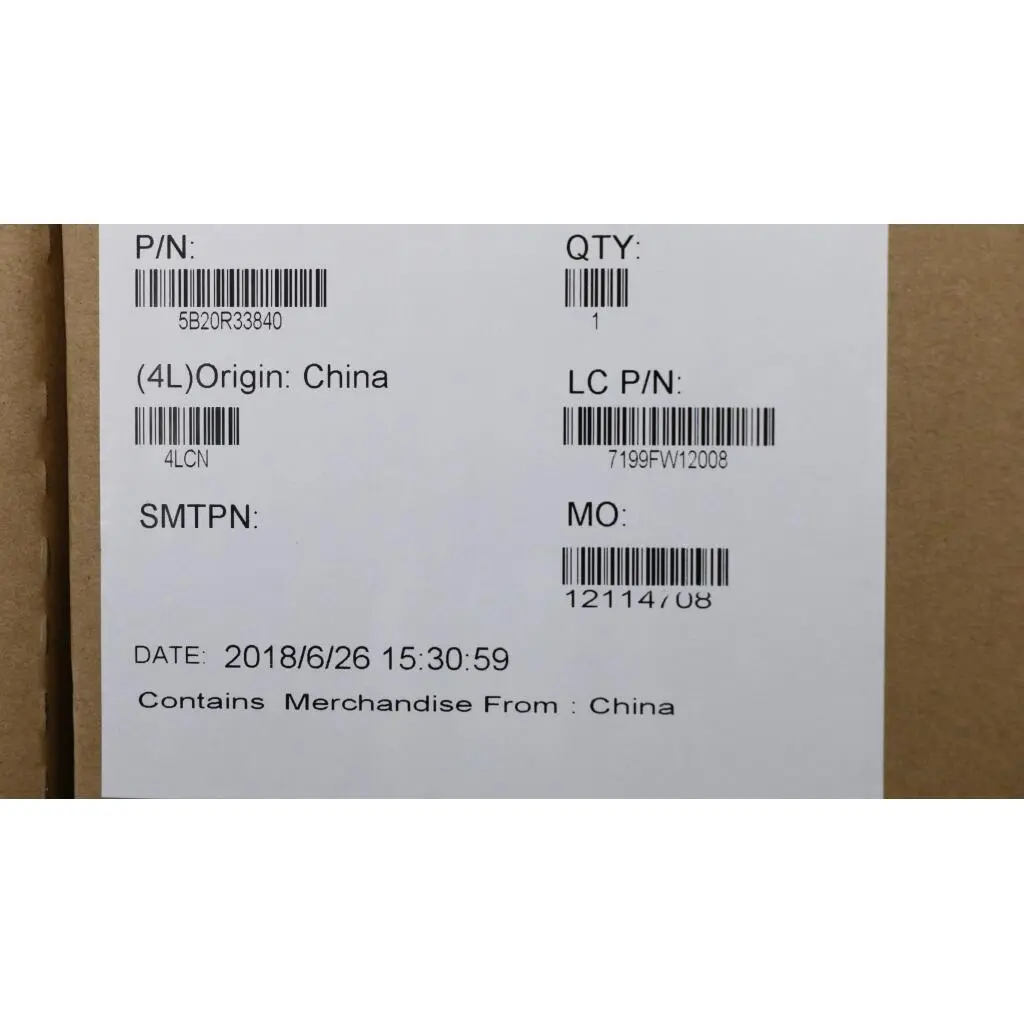 P/N:
5B20R33840
QTY:
1
(4L)Origin: China
4LCN
LC P/N:
7199FW12008
SMTPN:
MO:
12114708
DATE: 2018/6/26 15:30:59
Contains Merchandise From : China